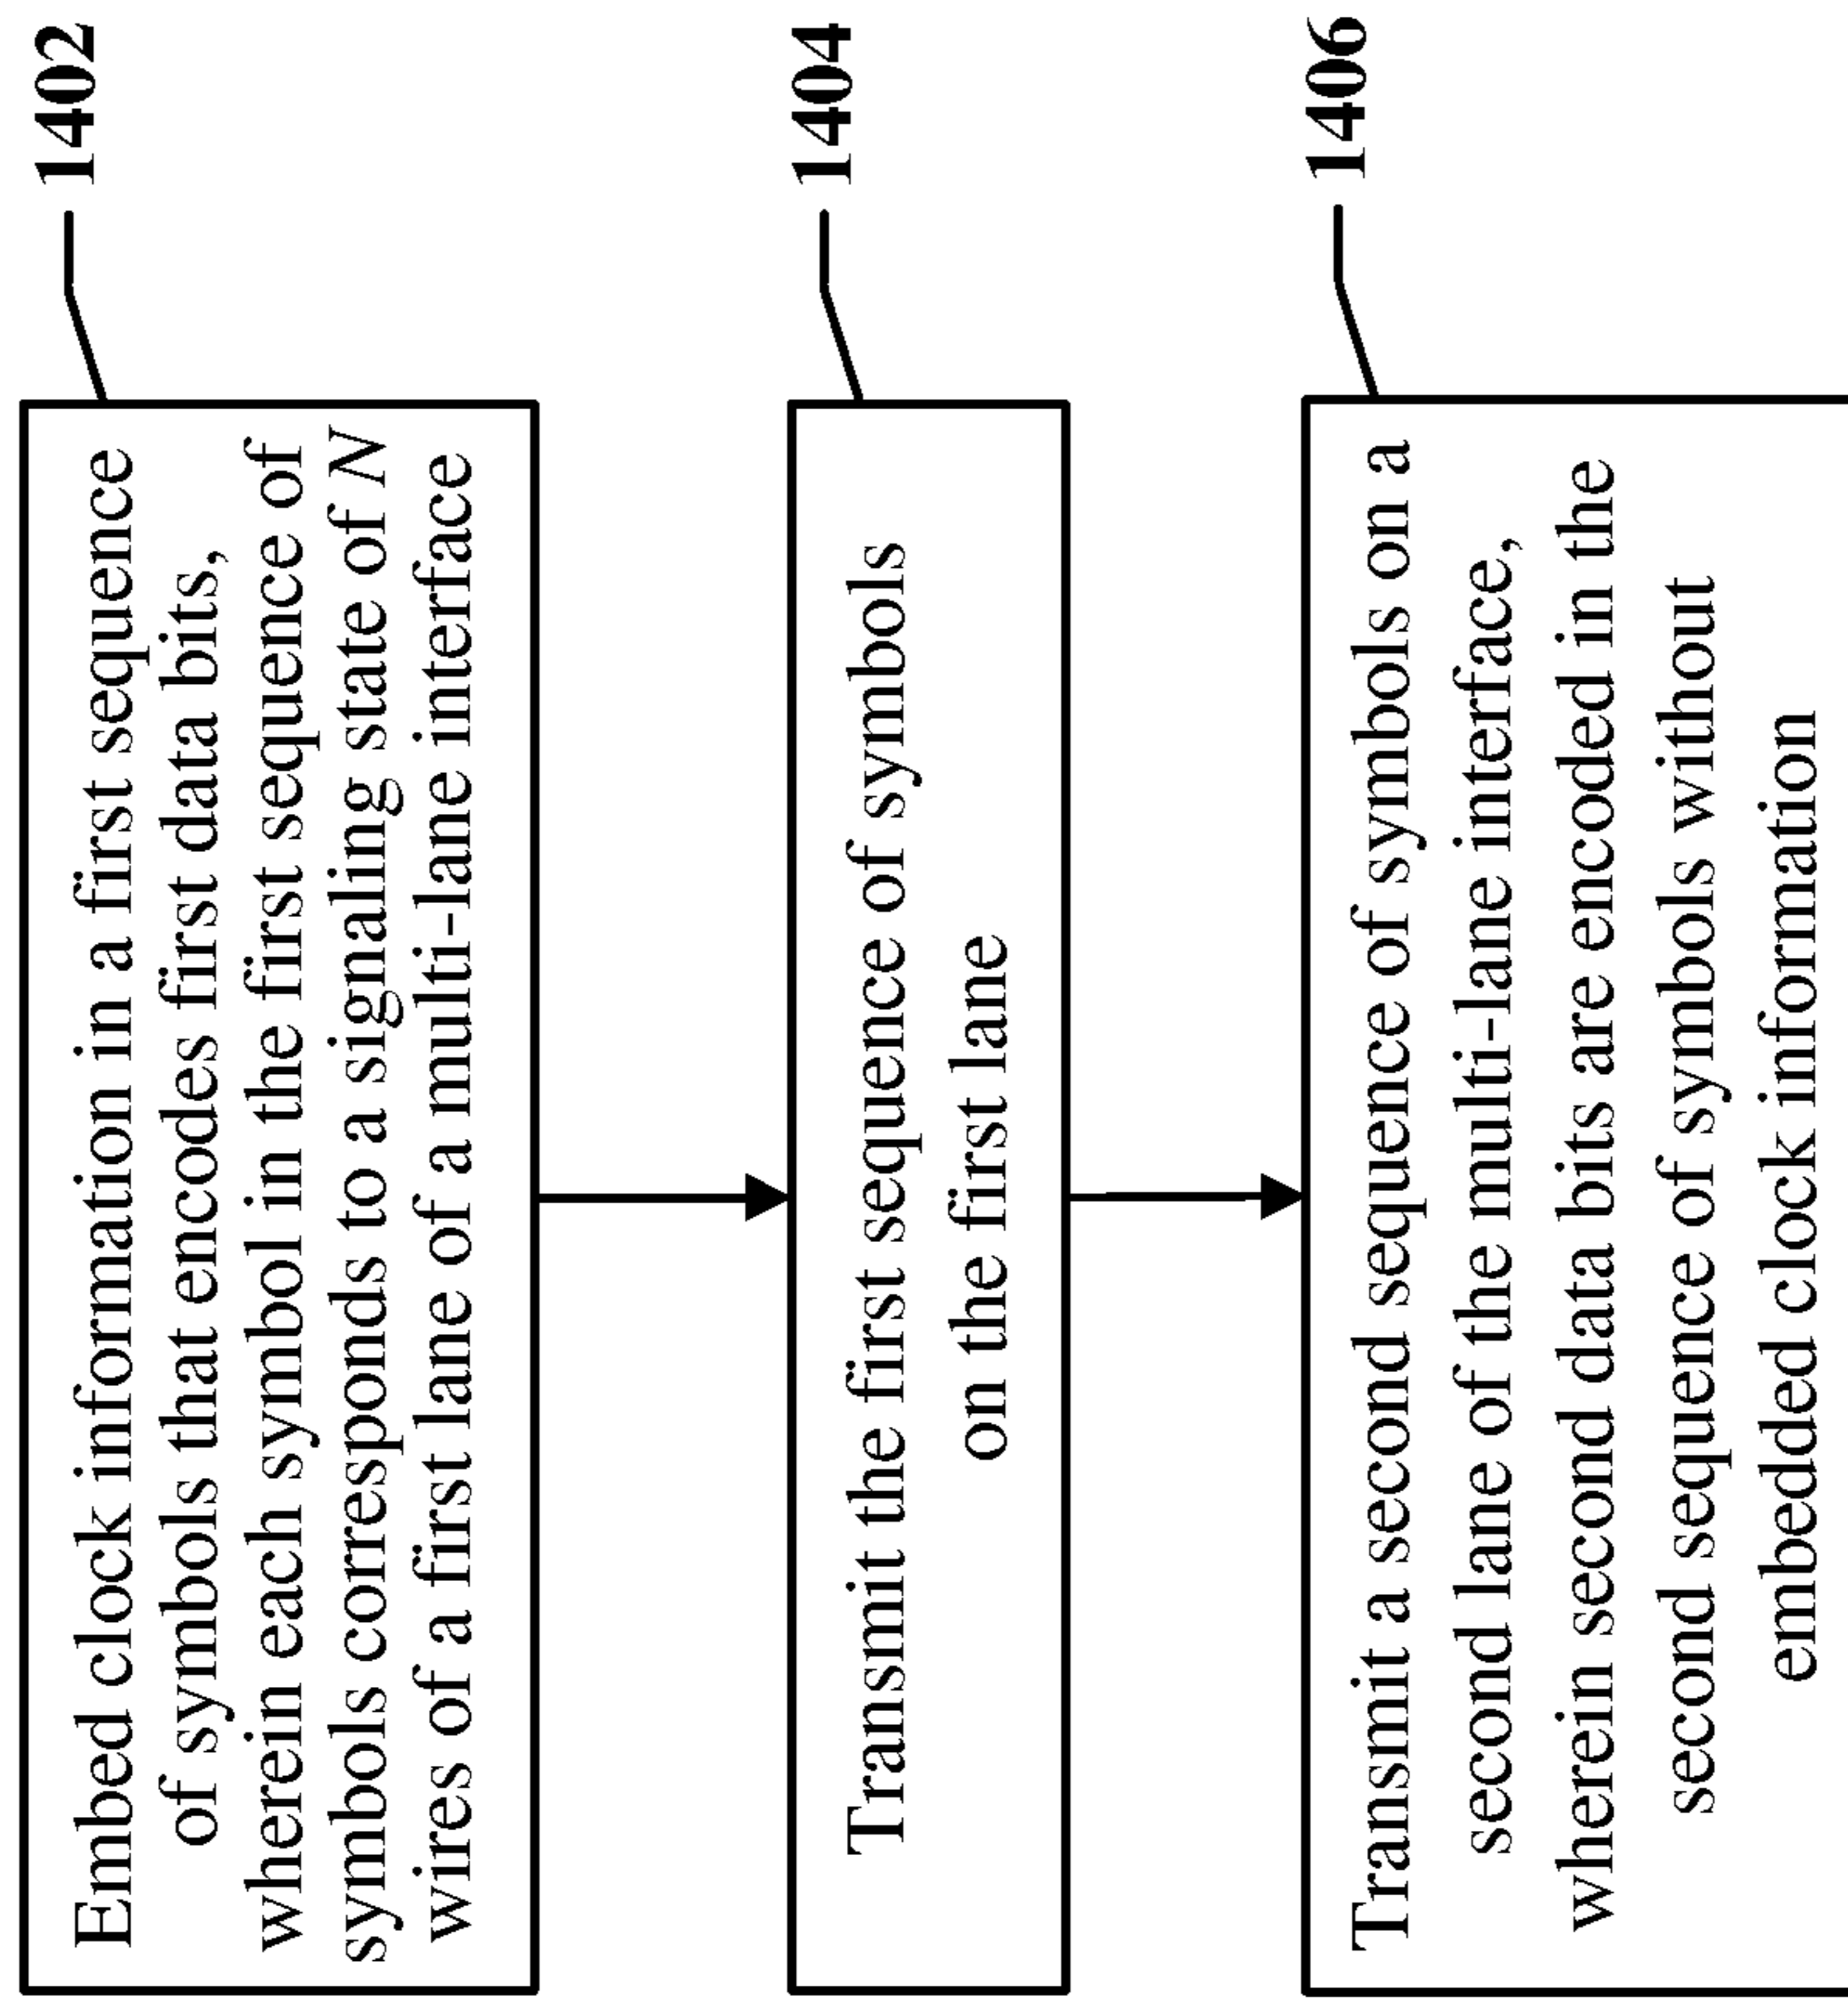 Embed clock information in a first sequence
of symbols that encodes first data bits,
wherein each symbol in the first sequence of
symbols corresponds to a signaling state of N
wires of a first lane of a multi-lane interface
1402
Transmit the first sequence of symbols
on the first lane
1404
Transmit a second sequence of symbols on a
second lane of the multi-lane interface,
wherein second data bits are encoded in the
second sequence of symbols without
embedded clock information
1406